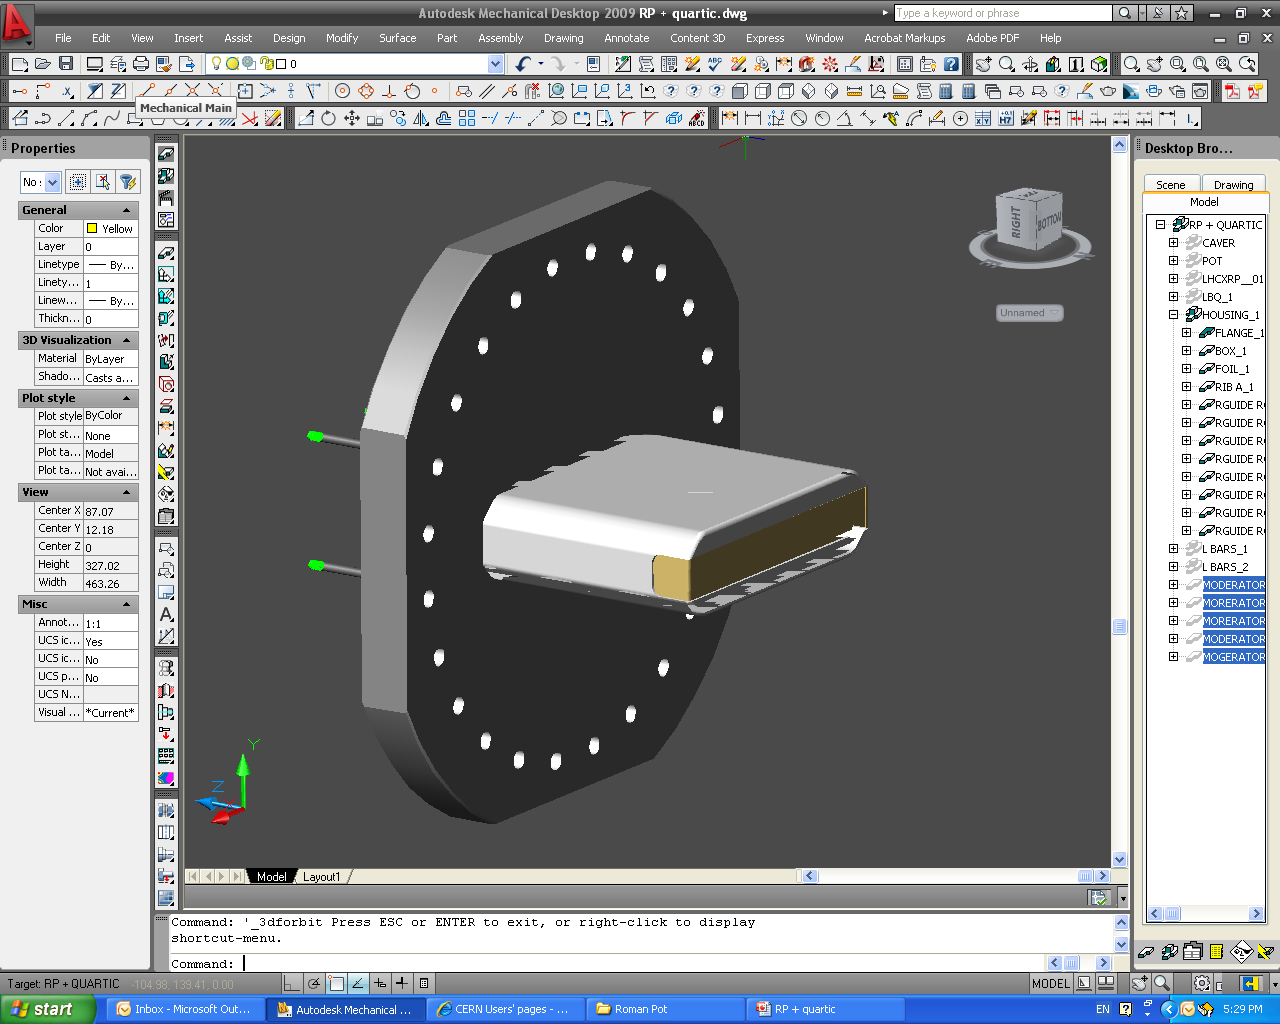 Autodesk Mechanical Desktop 2009 RP + quartic.dwg
Type a keyword or phrase
File Edit View Insert Assist Design Modify Surface Part Assembly Drawing Annotate Content 3D Express Window Acrobat Markups Adobe PDF Help
0
Mechanical Main
Properties
No :
General
Color Yellow
Layer 0
Linetype By...
Linety... 1
Linew... By...
Thickn... 0
3D Visualization
Material ByLayer
Shado... Casts a...
Plot style
Plot style ByColor
Plot st... None
Plot ta... Model
Plot ta... Not avai...
View
Center X 87.07
Center Y 12.18
Center Z 0
Height 327.02
Width 463.26
Misc
Annot... 1:1
UCS ic... Yes
UCS ic... No
UCS p... No
UCS N...
Visual ... *Current*
RIGHT
BOTTOM
Unnamed
Y
Z
Desktop Bro...
Scene Drawing
Model
RP + QUARTIC
CAVER
POT
LHCXRP__01
LBQ_1
HOUSING_1
FLANGE_1
BOX_1
FOIL_1
RIB A_1
RGUIDE R
RGUIDE R
RGUIDE R
RGUIDE R
RGUIDE R
RGUIDE R
RGUIDE R
RGUIDE R
L BARS_1
L BARS_2
MODERATOR
MORERATOR
MORERATOR
MODERATOR
MOGERATOR
Model Layout1
Command: '_3dforbit Press ESC or ENTER to exit, or right-click to display
shortcut-menu.
Command:
Target: RP + QUARTIC -104.98, 139.41, 0.00
MODEL
start
Inbox - Microsoft Out...
Autodesk Mechanical ...
CERN Users' pages - ...
Roman Pot
RP + quartic
EN
5:29 PM